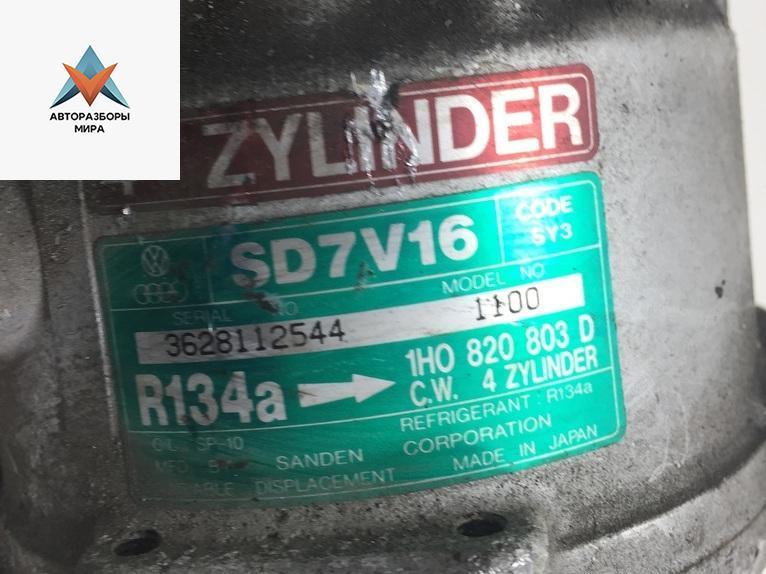 АВТОРАЗБОРЫ
МИРА
ZYLINDER
SD7V16
CODE
SY3
SERIAL NO
MODEL NO.
3628112544
1100
R134a
1H0 820 803 D
C.W. 4 ZYLINDER
REFRIGERANT : R134a
OIL SP-10
SANDEN CORPORATION
DISPLACEMENT
MADE IN JAPAN